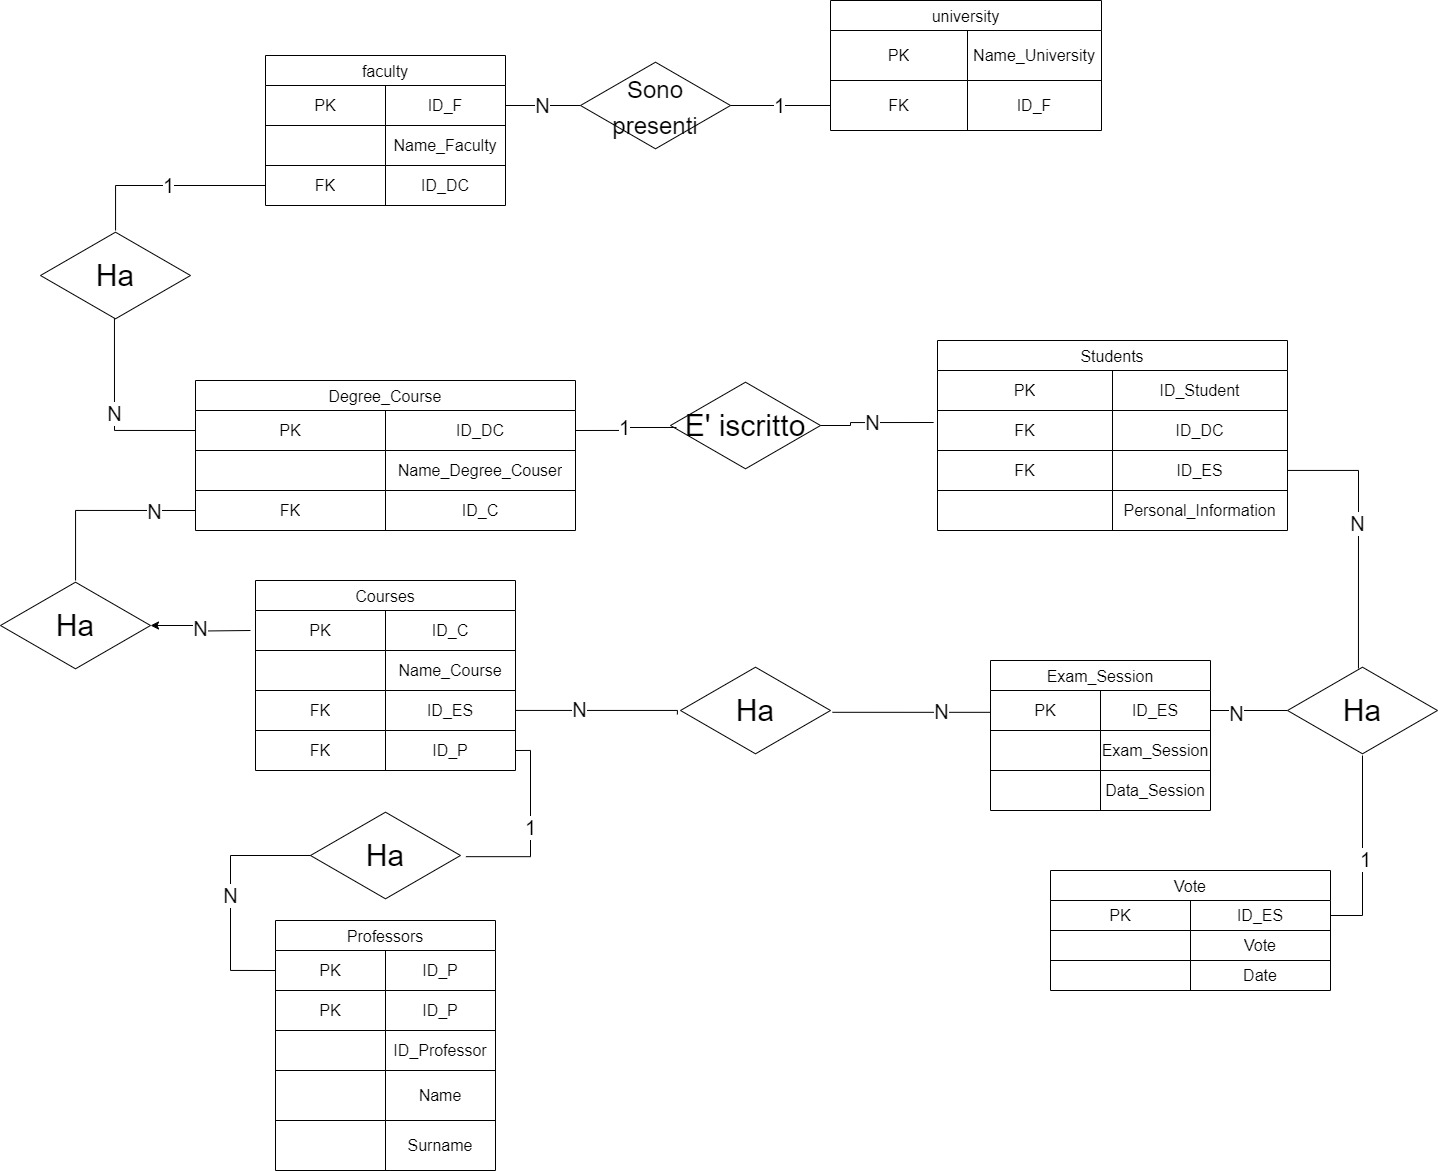 university
PK Name_University
FK ID_F
faculty
PK ID_F
Name_Faculty
FK ID_DC
N
Sono
presenti
1
1
Ha
N
Degree_Course
PK ID_DC
Name_Degree_Couser
FK ID_C
1
E' iscritto
N
Students
PK ID_Student
FK ID_DC
FK ID_ES
Personal_Information
N
N
Ha
N
Courses
PK ID_C
Name_Course
FK ID_ES
FK ID_P
N
Ha
N
Exam_Session
PK ID_ES
Exam_Session
Data_Session
N
Ha
1
1
Ha
N
Vote
PK ID_ES
Vote
Date
Professors
PK ID_P
PK ID_P
ID_Professor
Name
Surname